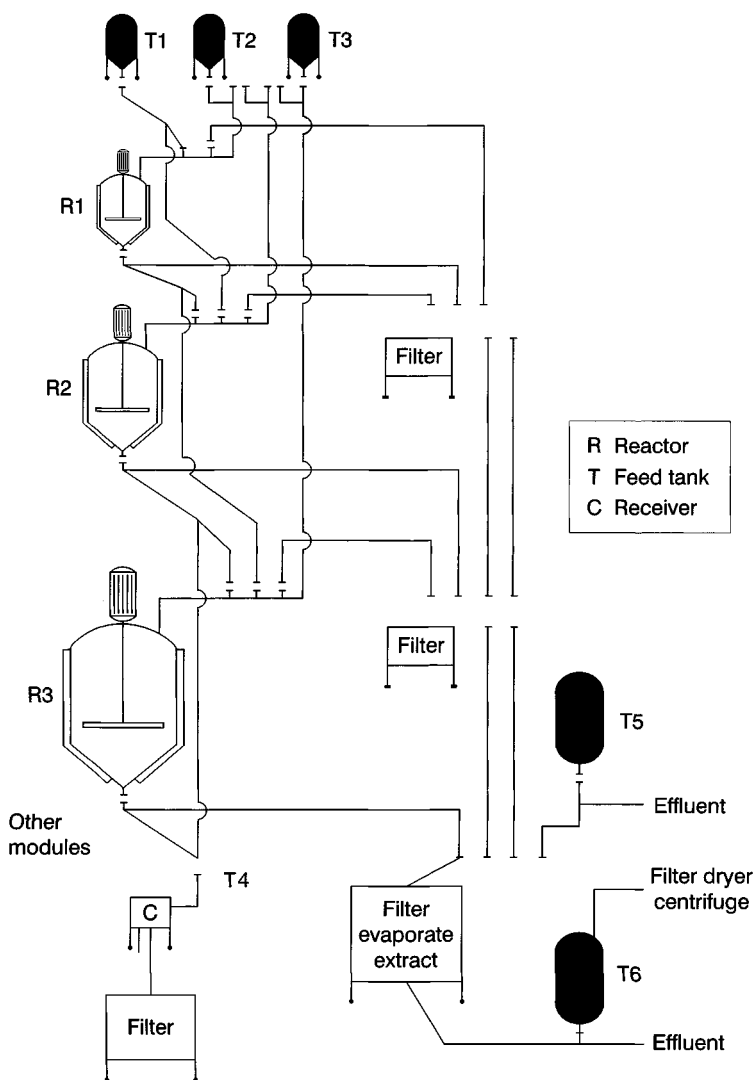 T1
T2
T3
R1
Filter
R2
R Reactor
T Feed tank
C Receiver
Filter
R3
T5
Effluent
Other
modules
Filter dryer
centrifuge
T4
C
Filter
evaporate
extract
T6
Filter
Effluent